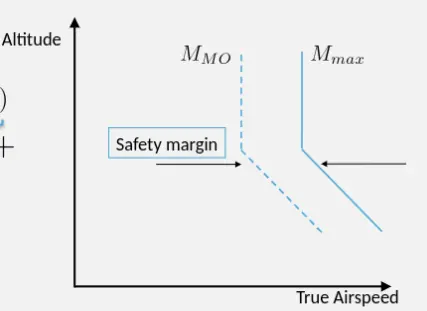 Altitude
M_{MO}
M_{max}
)
+
Safety margin
True Airspeed